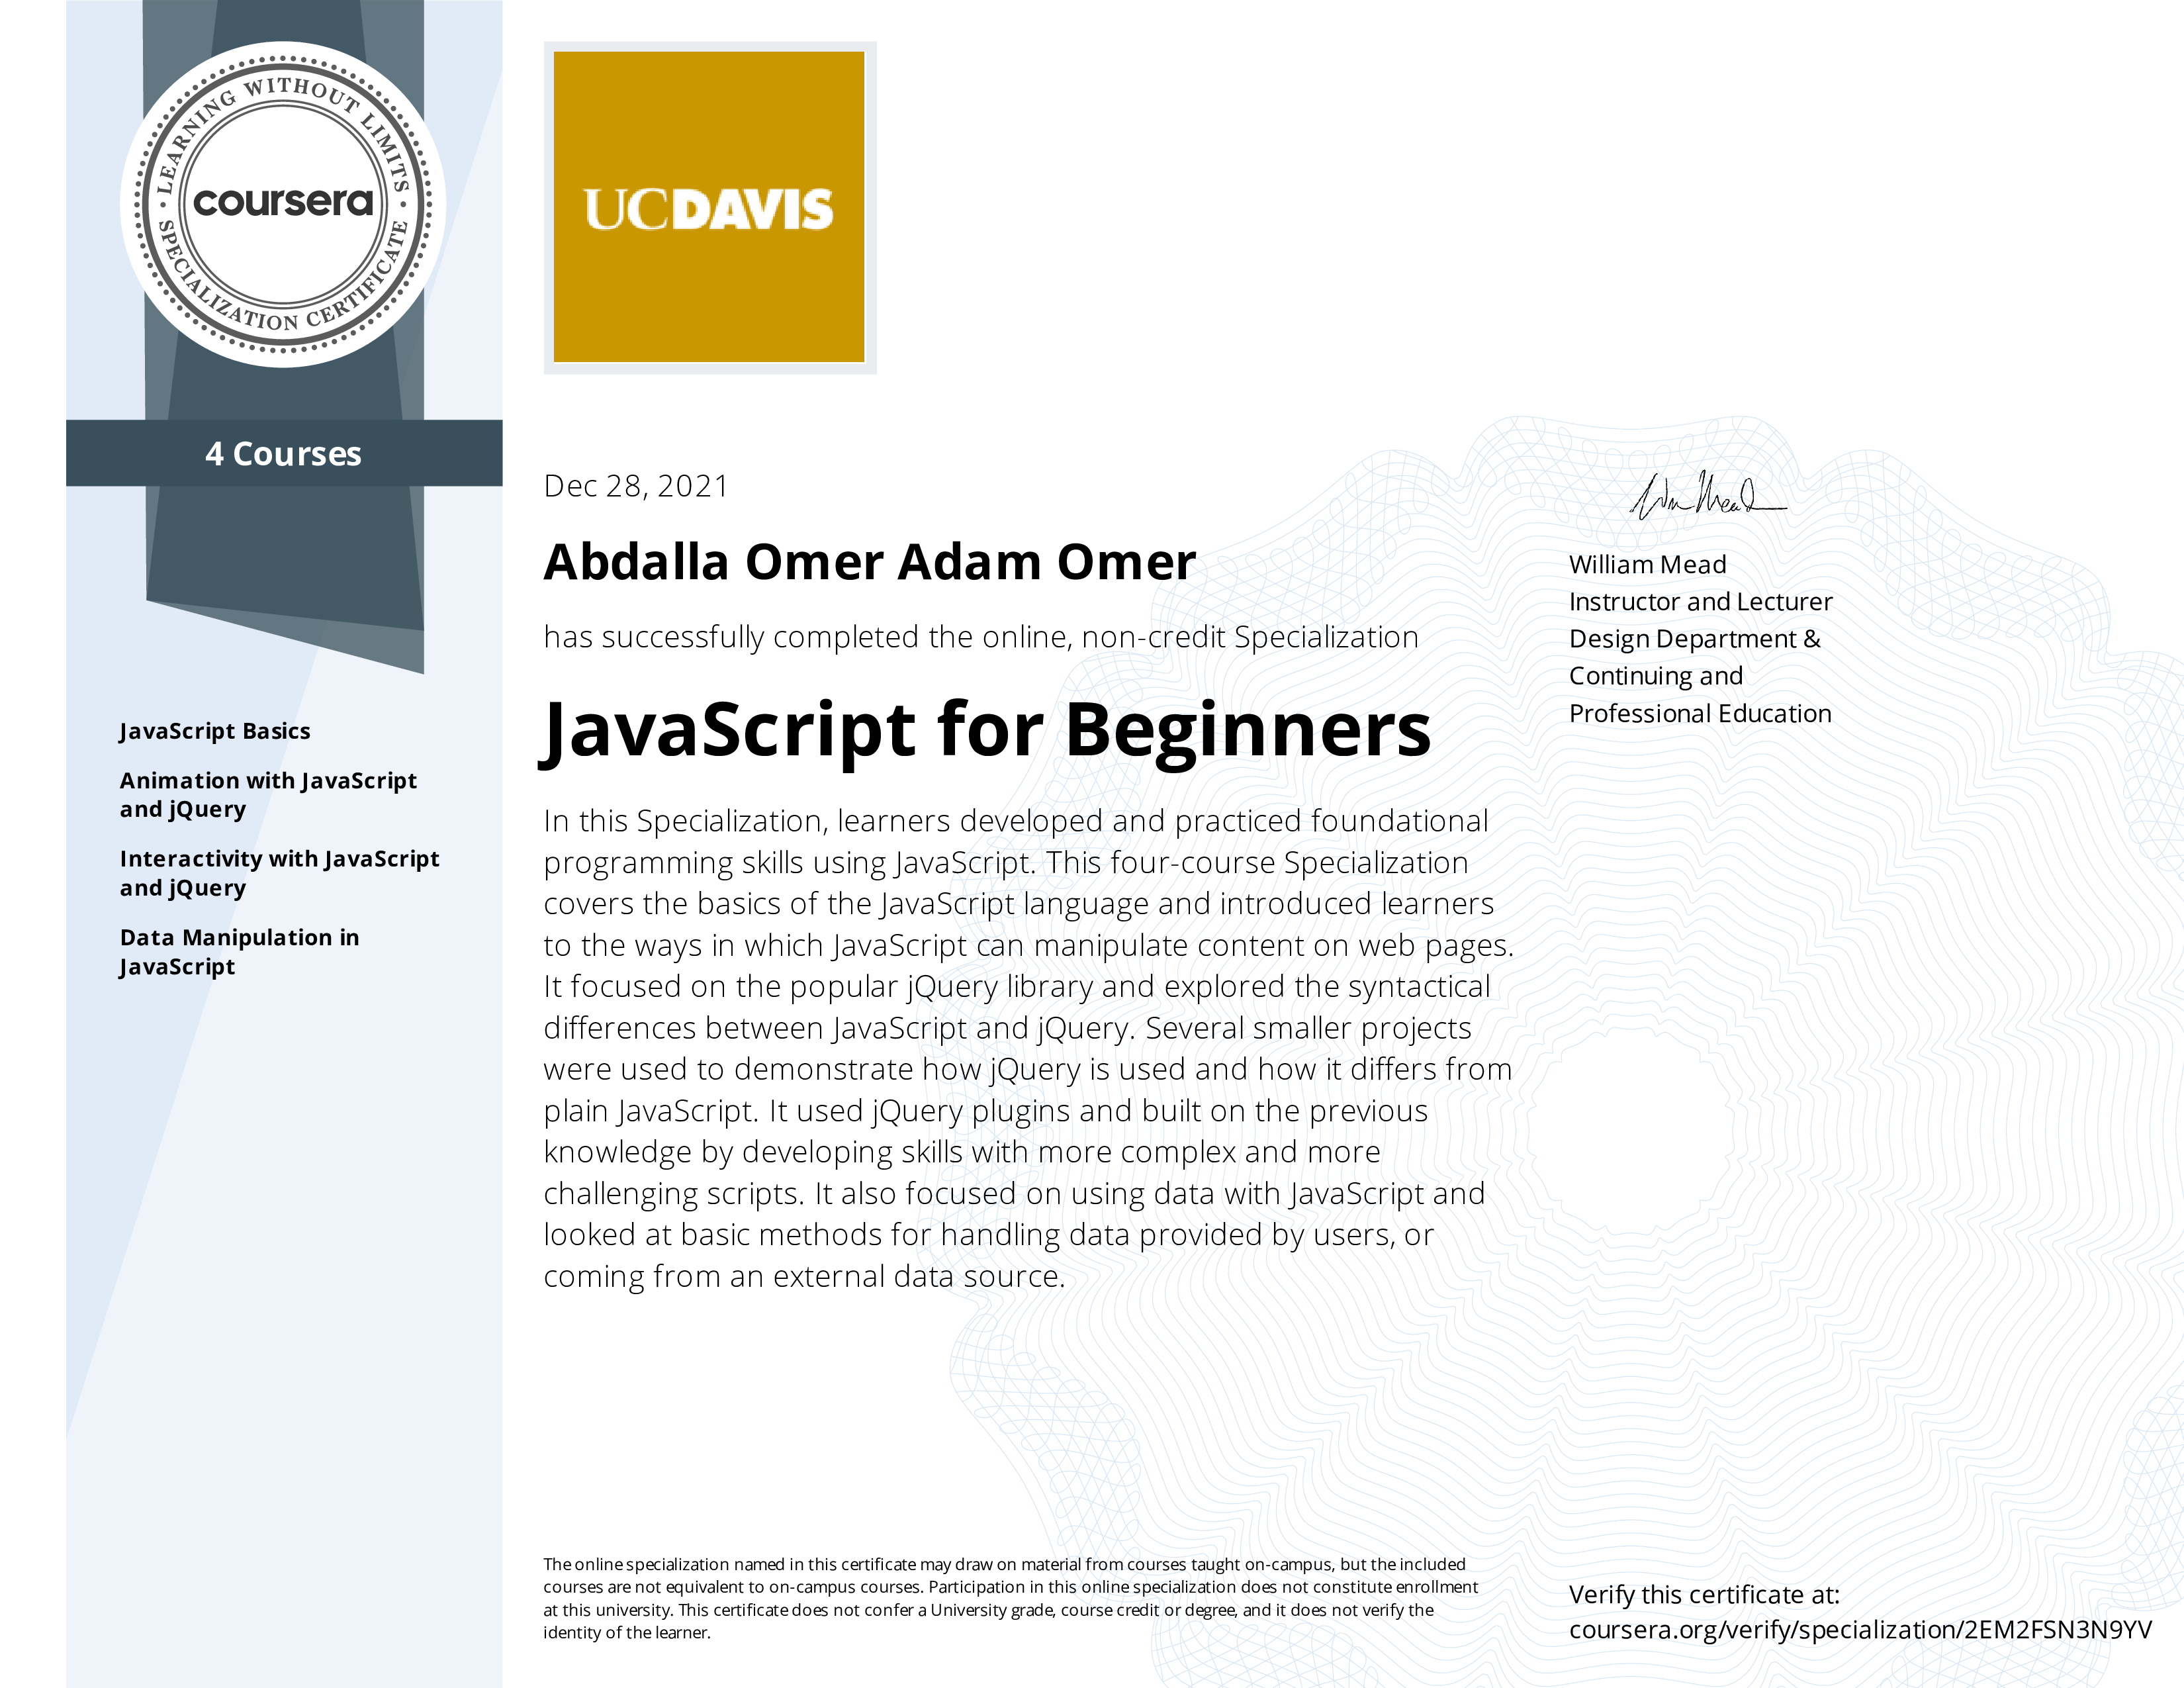 LEARNING WITHOUT LIMITS
coursera
SPECIALIZATION CERTIFICATE
UCDAVIS
4 Courses
JavaScript Basics
Animation with JavaScript
and jQuery
Interactivity with JavaScript
and jQuery
Data Manipulation in
JavaScript
Dec 28, 2021
Abdalla Omer Adam Omer
has successfully completed the online, non-credit Specialization
JavaScript for Beginners
In this Specialization, learners developed and practiced foundational
programming skills using JavaScript. This four-course Specialization
covers the basics of the JavaScript language and introduced learners
to the ways in which JavaScript can manipulate content on web pages.
It focused on the popular jQuery library and explored the syntactical
differences between JavaScript and jQuery. Several smaller projects
were used to demonstrate how jQuery is used and how it differs from
plain JavaScript. It used jQuery plugins and built on the previous
knowledge by developing skills with more complex and more
challenging scripts. It also focused on using data with JavaScript and
looked at basic methods for handling data provided by users, or
coming from an external data source.
Wm Mead
William Mead
Instructor and Lecturer
Design Department &
Continuing and
Professional Education
The online specialization named in this certificate may draw on material from courses taught on-campus, but the included
courses are not equivalent to on-campus courses. Participation in this online specialization does not constitute enrollment
at this university. This certificate does not confer a University grade, course credit or degree, and it does not verify the
identity of the learner.
Verify this certificate at:
coursera.org/verify/specialization/2EM2FSN3N9YV